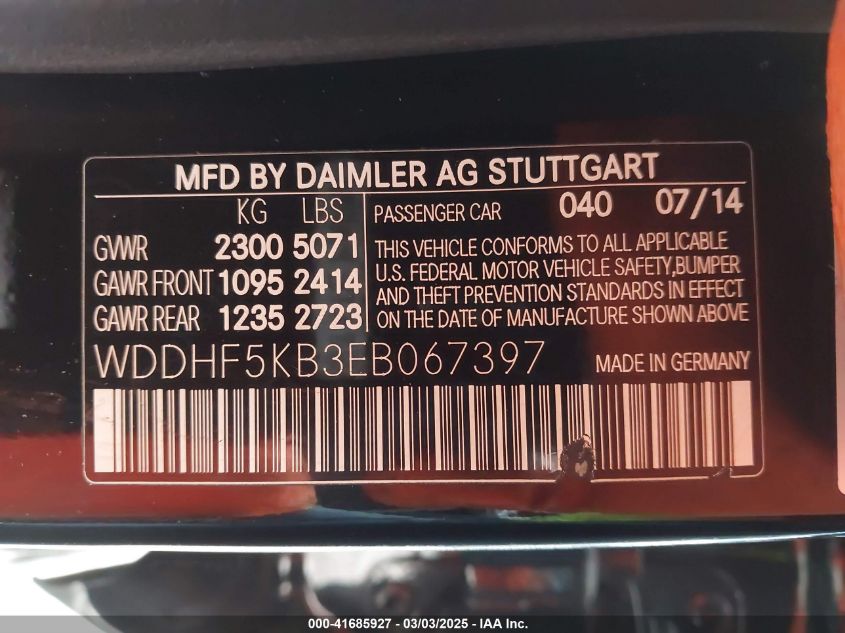 MFD BY DAIMLER AG STUTTGART
KG LBS
GVWR 2300 5071
GAWR FRONT 1095 2414
GAWR REAR 1235 2723
PASSENGER CAR 040 07/14
THIS VEHICLE CONFORMS TO ALL APPLICABLE
U.S. FEDERAL MOTOR VEHICLE SAFETY,BUMPER
AND THEFT PREVENTION STANDARDS IN EFFECT
ON THE DATE OF MANUFACTURE SHOWN ABOVE
WDDHF5KB3EB067397 MADE IN GERMANY
000-41685927 / 03/03/2025 - IAA Inc.